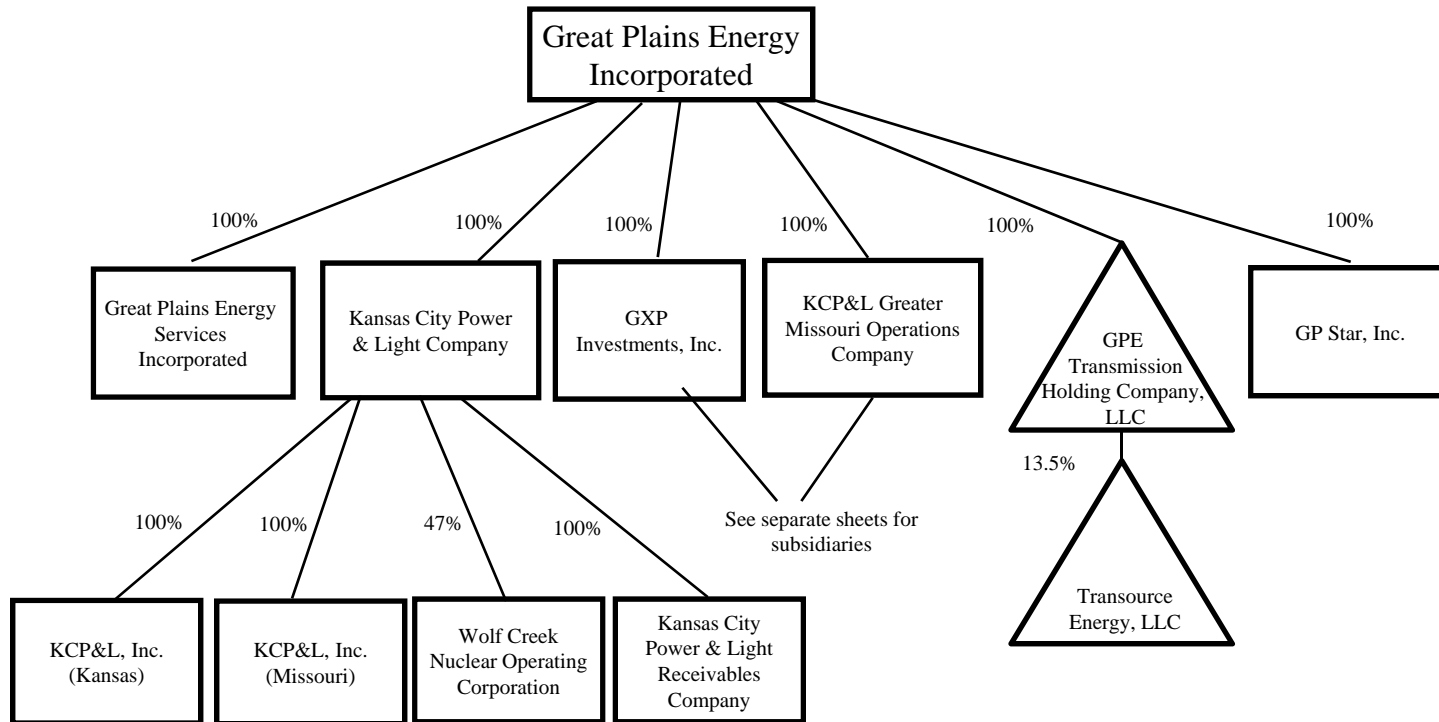 Great Plains Energy
Incorporated
100%
100%
100%
100%
100%
100%
Great Plains Energy
Services
Incorporated
Kansas City Power
& Light Company
GXP
Investments, Inc.
KCP&L Greater
Missouri Operations
Company
GPE
Transmission
Holding Company,
LLC
GP Star, Inc.
13.5%
100%
100%
47%
100%
See separate sheets for
subsidiaries
KCP&L, Inc.
(Kansas)
KCP&L, Inc.
(Missouri)
Wolf Creek
Nuclear Operating
Corporation
Kansas City
Power & Light
Receivables
Company
Transource
Energy, LLC